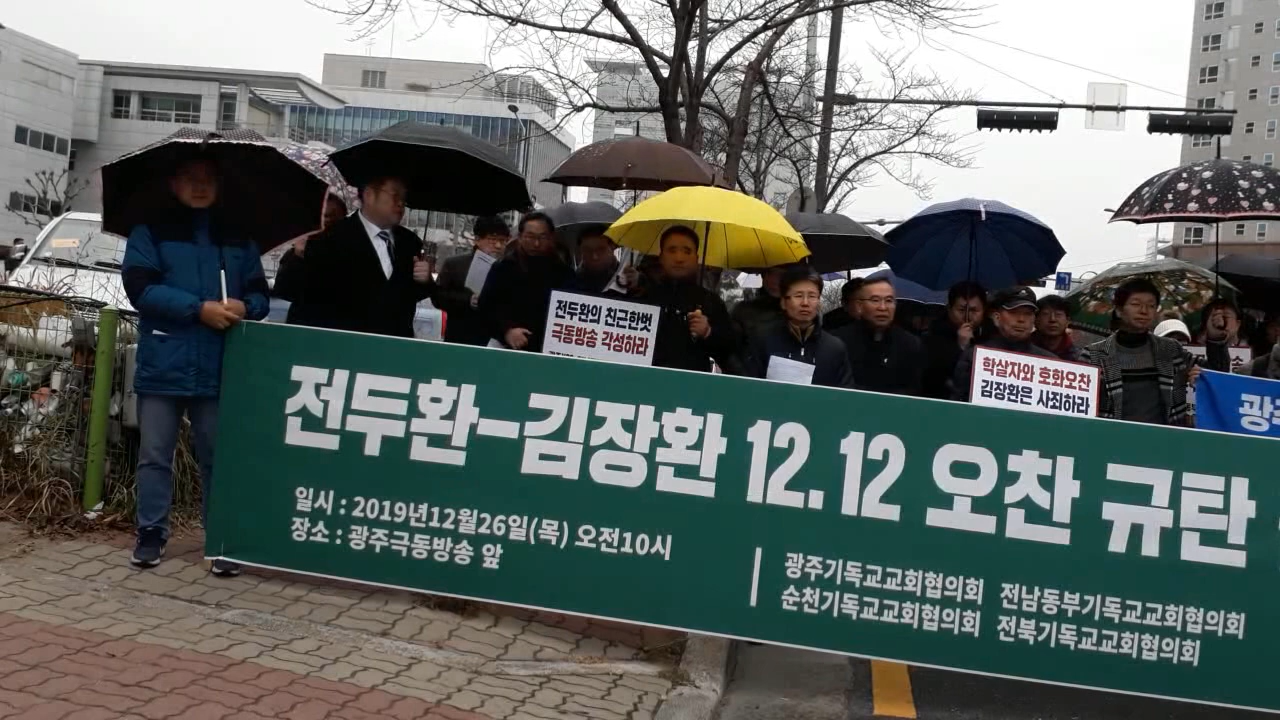 전두환의 친근한벗
극동방송 각성하라
학살자와 호화오찬
김장환은 사죄하라
광주
전두환-김장환 12.12 오찬 규탄
일시 : 2019년12월26일(목) 오전10시
장소 : 광주극동방송 앞
광주기독교교회협의회 전남동부기독교교회협의회
순천기독교교회협의회 전북기독교교회협의회